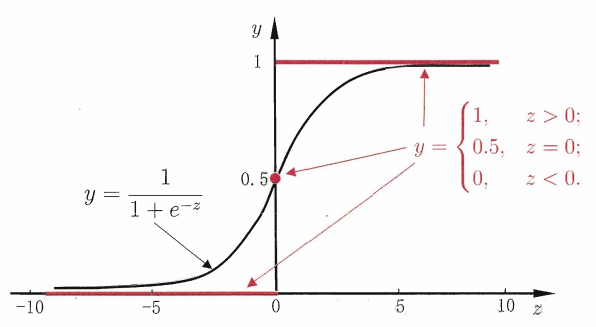 y
1
y = { 1, z > 0;
0.5, z = 0;
0, z < 0.
0.5
y = 1 / (1 + e^{-z})
-10 -5 0 5 10 z